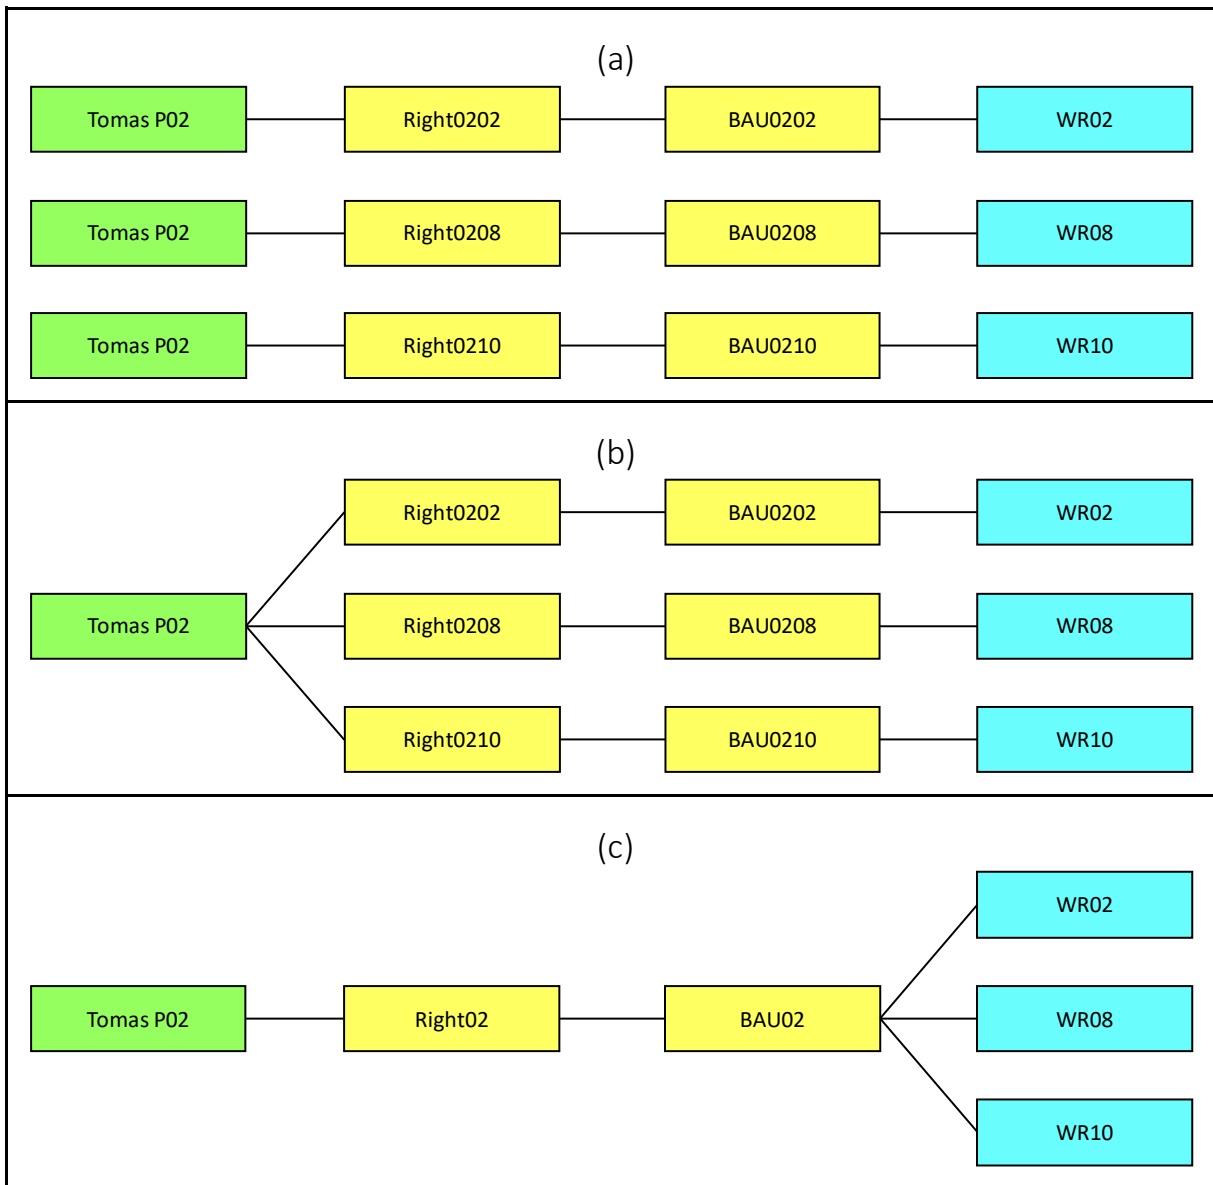 (a)
Tomas P02 Right0202 BAU0202 WR02
Tomas P02 Right0208 BAU0208 WR08
Tomas P02 Right0210 BAU0210 WR10
(b)
Right0202 BAU0202 WR02
Tomas P02 Right0208 BAU0208 WR08
Right0210 BAU0210 WR10
(c)
WR02
Tomas P02 Right02 BAU02 WR08
WR10